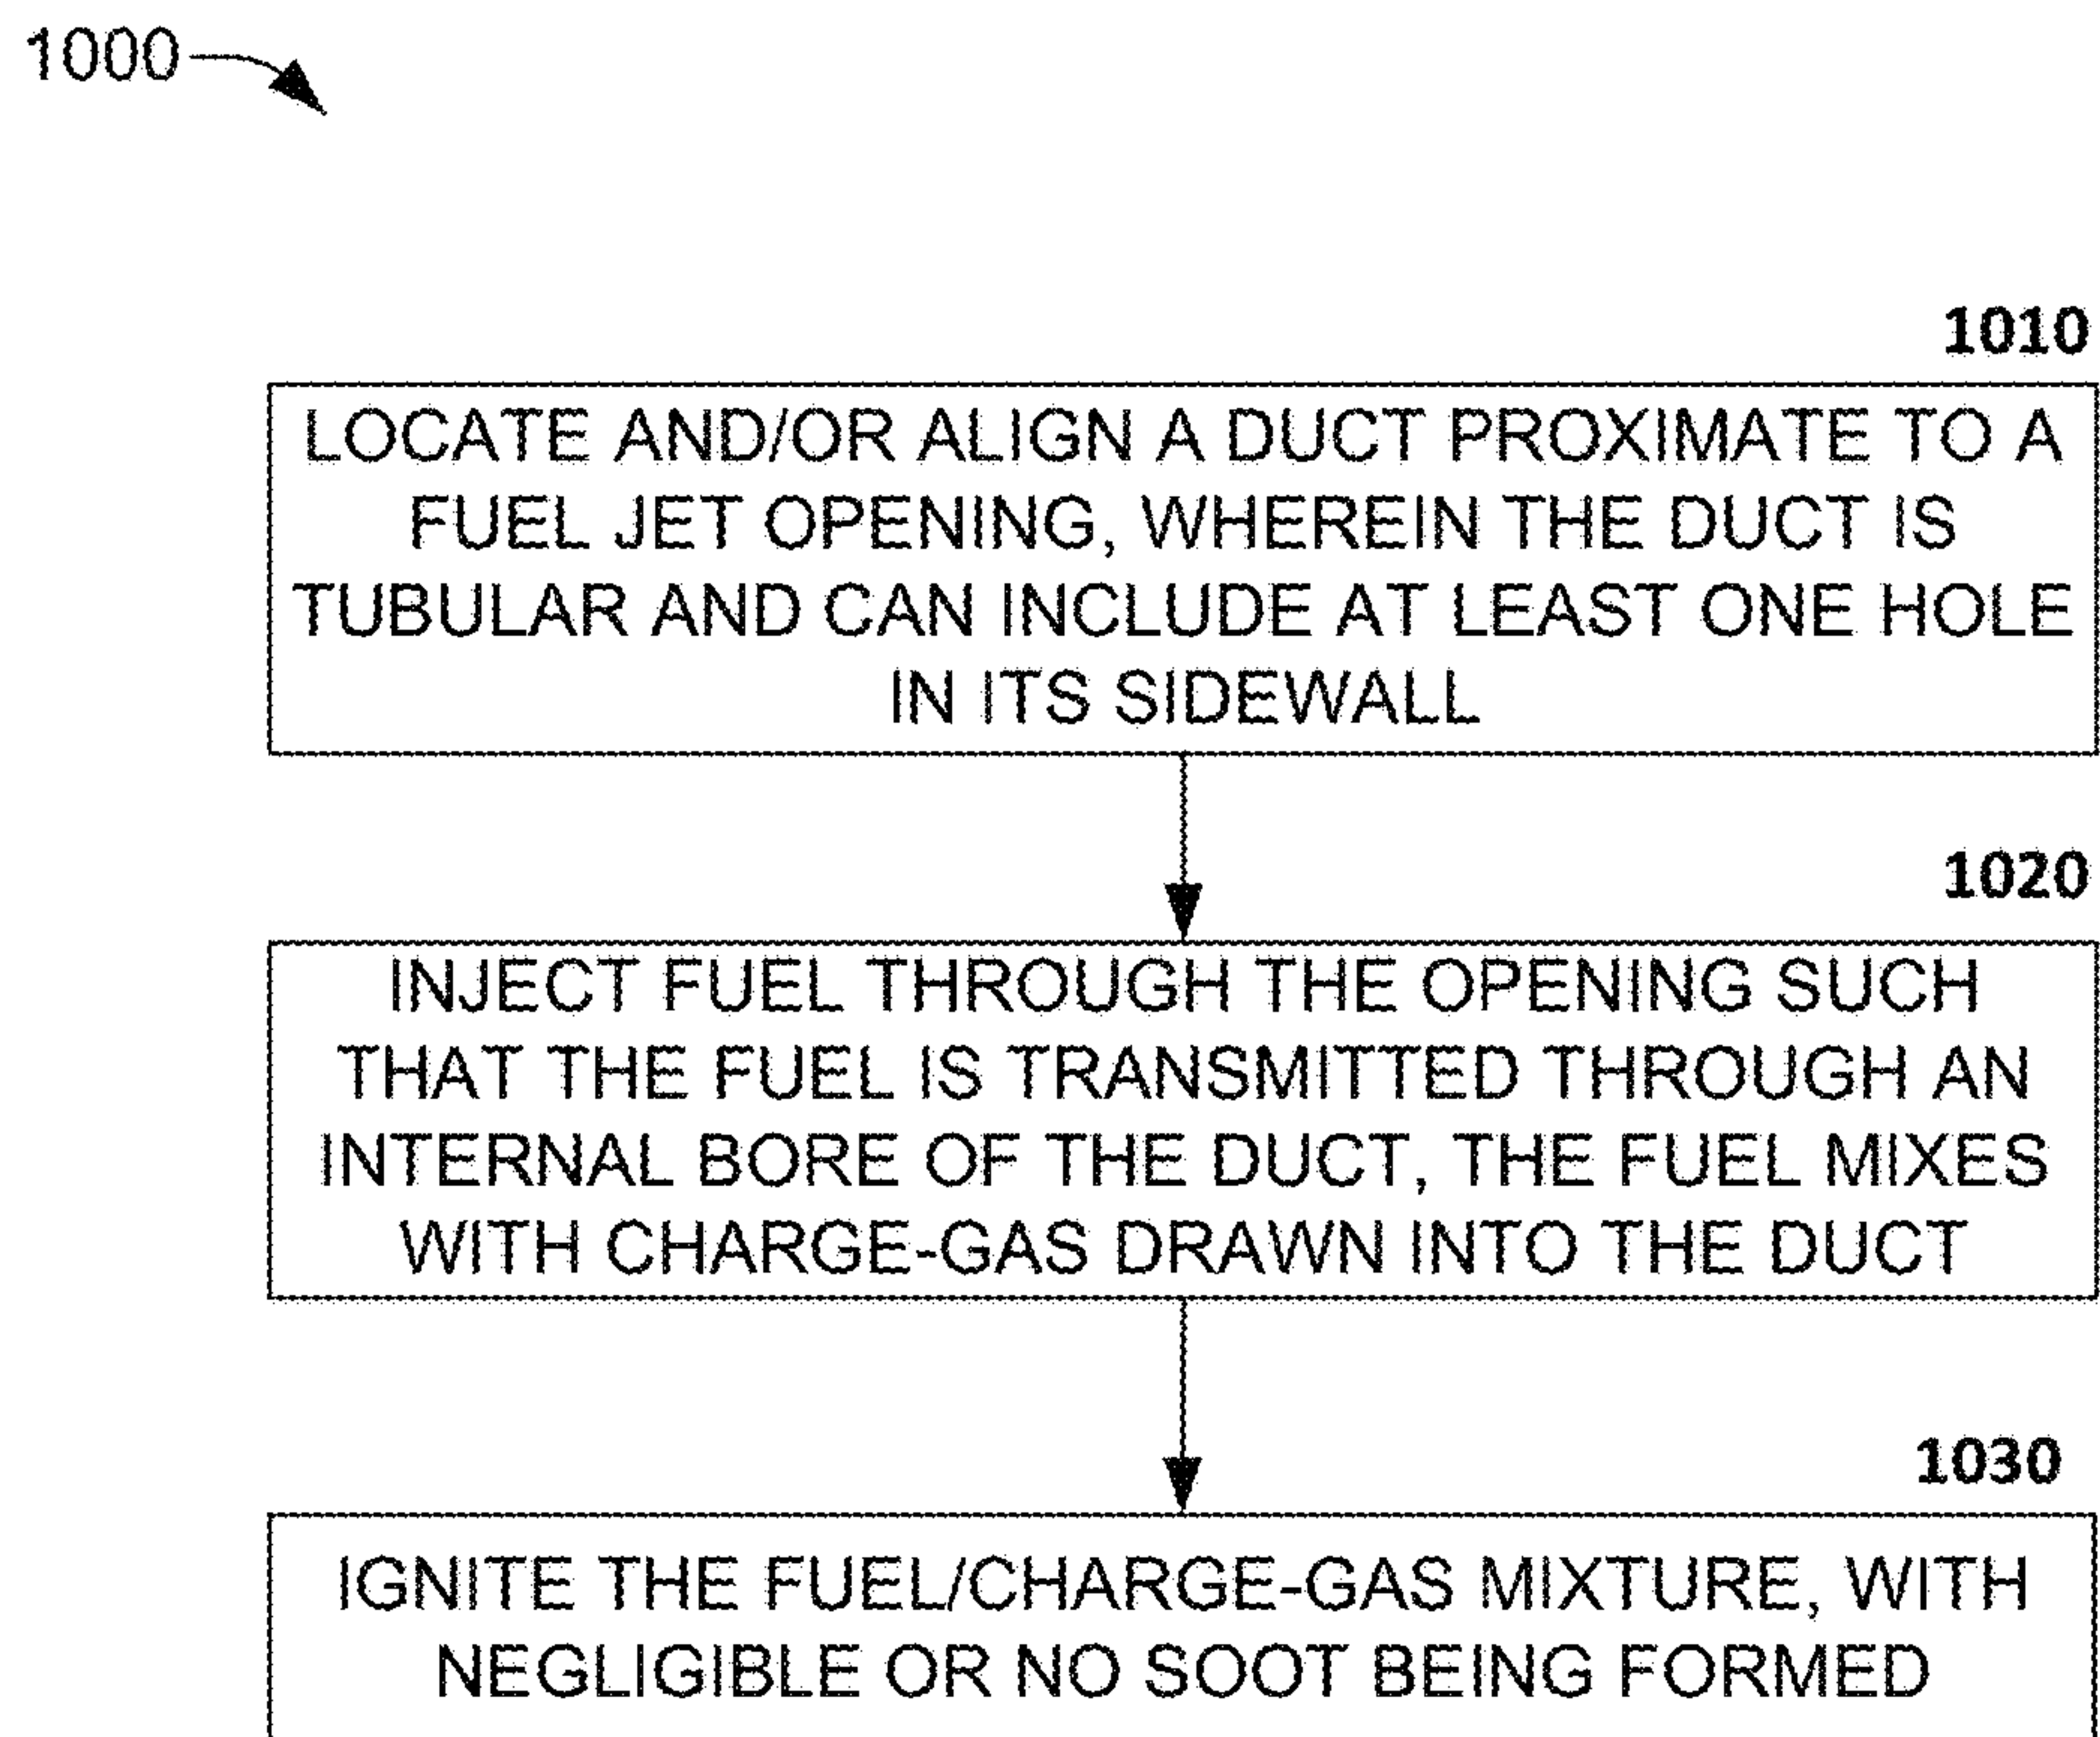 1000
1010
LOCATE AND/OR ALIGN A DUCT PROXIMATE TO A
FUEL JET OPENING, WHEREIN THE DUCT IS
TUBULAR AND CAN INCLUDE AT LEAST ONE HOLE
IN ITS SIDEWALL
1020
INJECT FUEL THROUGH THE OPENING SUCH
THAT THE FUEL IS TRANSMITTED THROUGH AN
INTERNAL BORE OF THE DUCT, THE FUEL MIXES
WITH CHARGE-GAS DRAWN INTO THE DUCT
1030
IGNITE THE FUEL/CHARGE-GAS MIXTURE, WITH
NEGLIGIBLE OR NO SOOT BEING FORMED